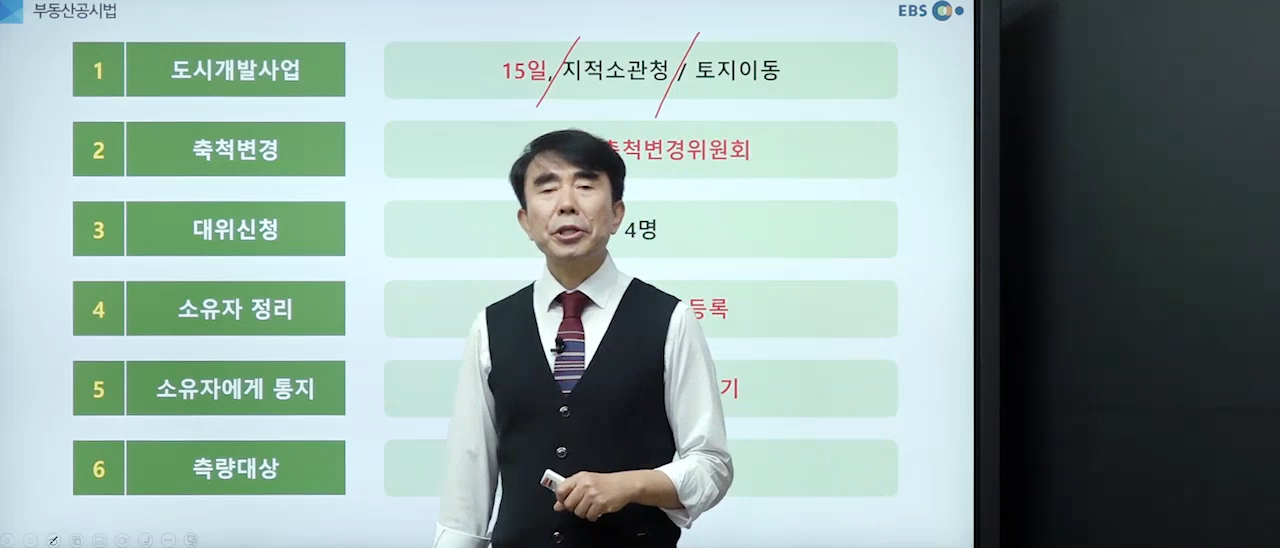 부동산공시법
EBS
1 도시개발사업 15일, 지적소관청 / 토지이동
2 축척변경 축척변경위원회
3 대위신청 4명
4 소유자 정리 등록
5 소유자에게 통지 기
6 측량대상